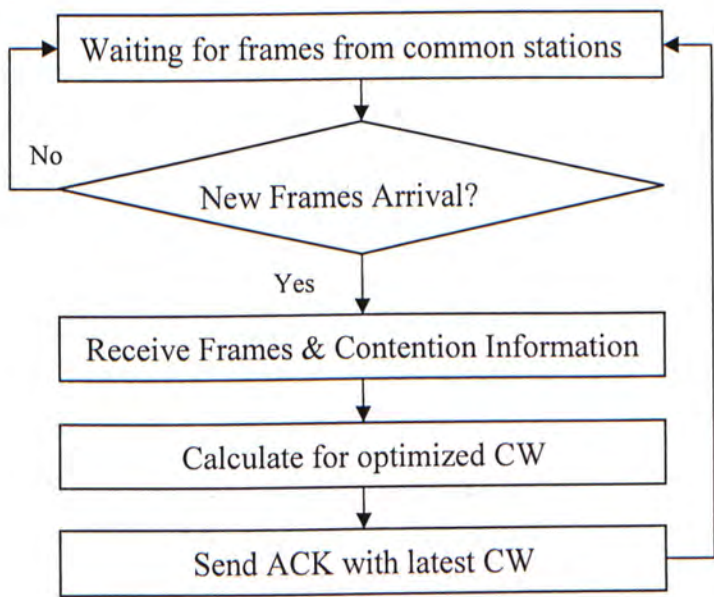 Waiting for frames from common stations
No
New Frames Arrival?
Yes
Receive Frames & Contention Information
Calculate for optimized CW
Send ACK with latest CW